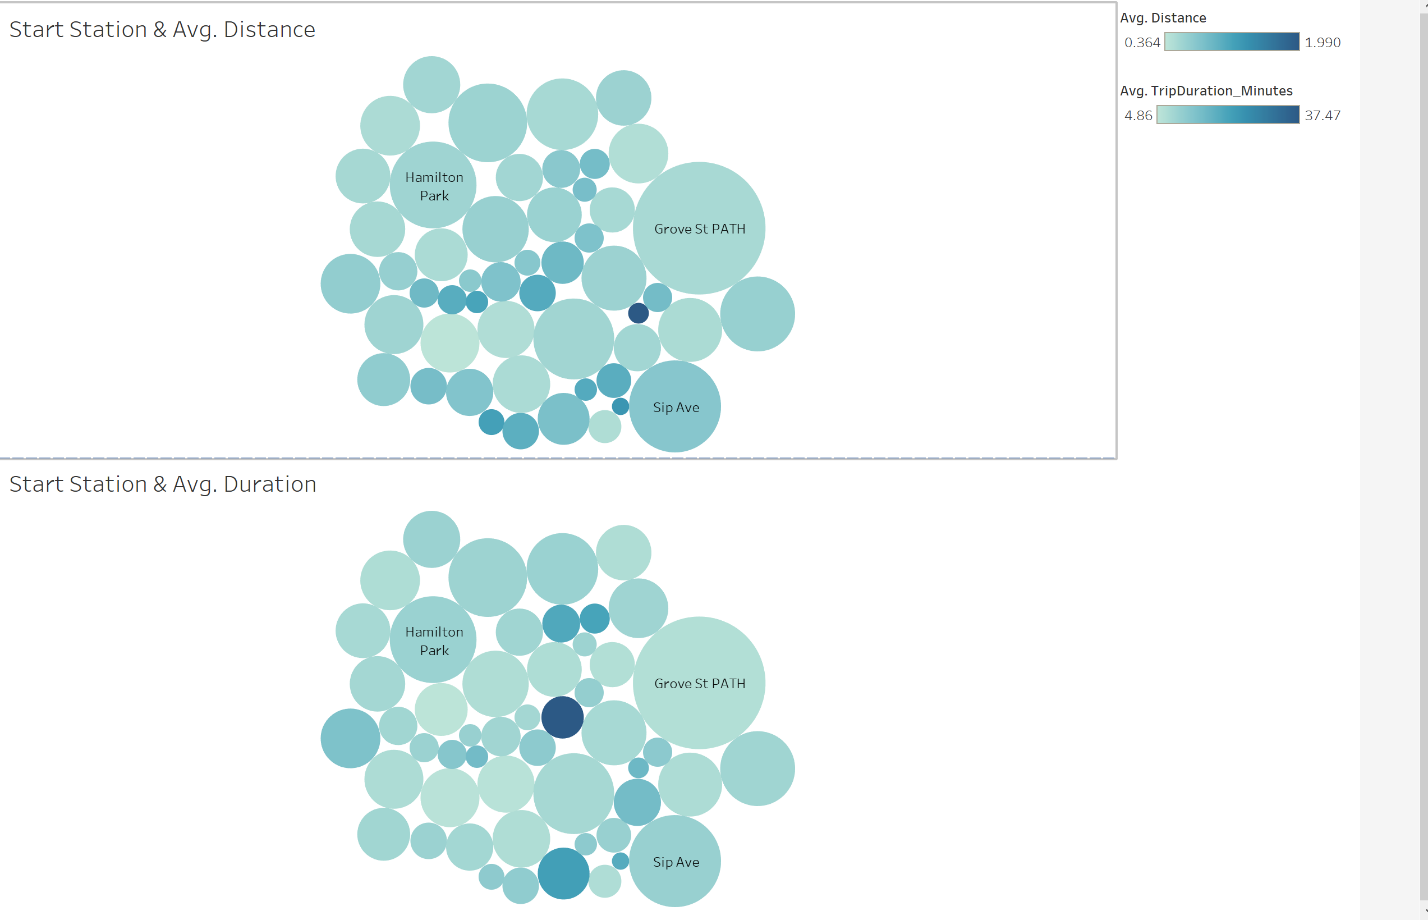 Start Station & Avg. Distance
Avg. Distance
0.364 1.990
Avg. TripDuration_Minutes
4.86 37.47
Hamilton
Park
Grove St PATH
Sip Ave
Start Station & Avg. Duration
Hamilton
Park
Grove St PATH
Sip Ave